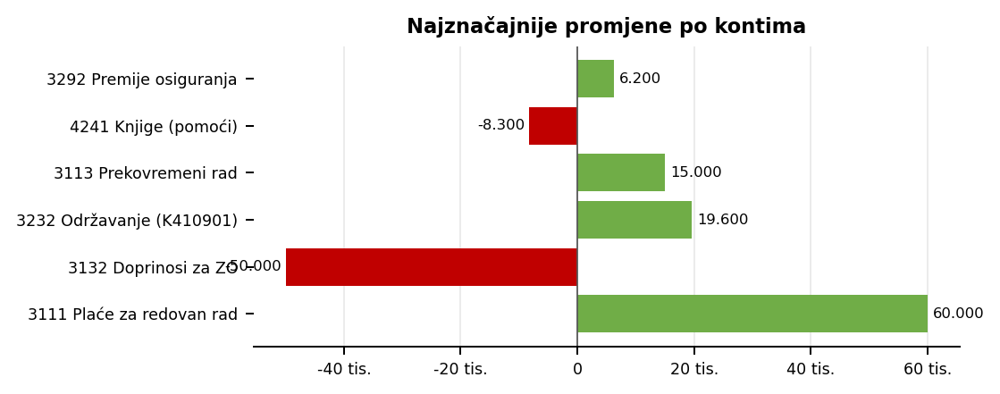 Najznačajnije promjene po kontima
3292 Premije osiguranja 6.200
4241 Knjige (pomoći) -8.300
3113 Prekovremeni rad 15.000
3232 Održavanje (K410901) 19.600
3132 Doprinosi za ZO -50.000
3111 Plaće za redovan rad 60.000
-40 tis. -20 tis. 0 20 tis. 40 tis. 60 tis.